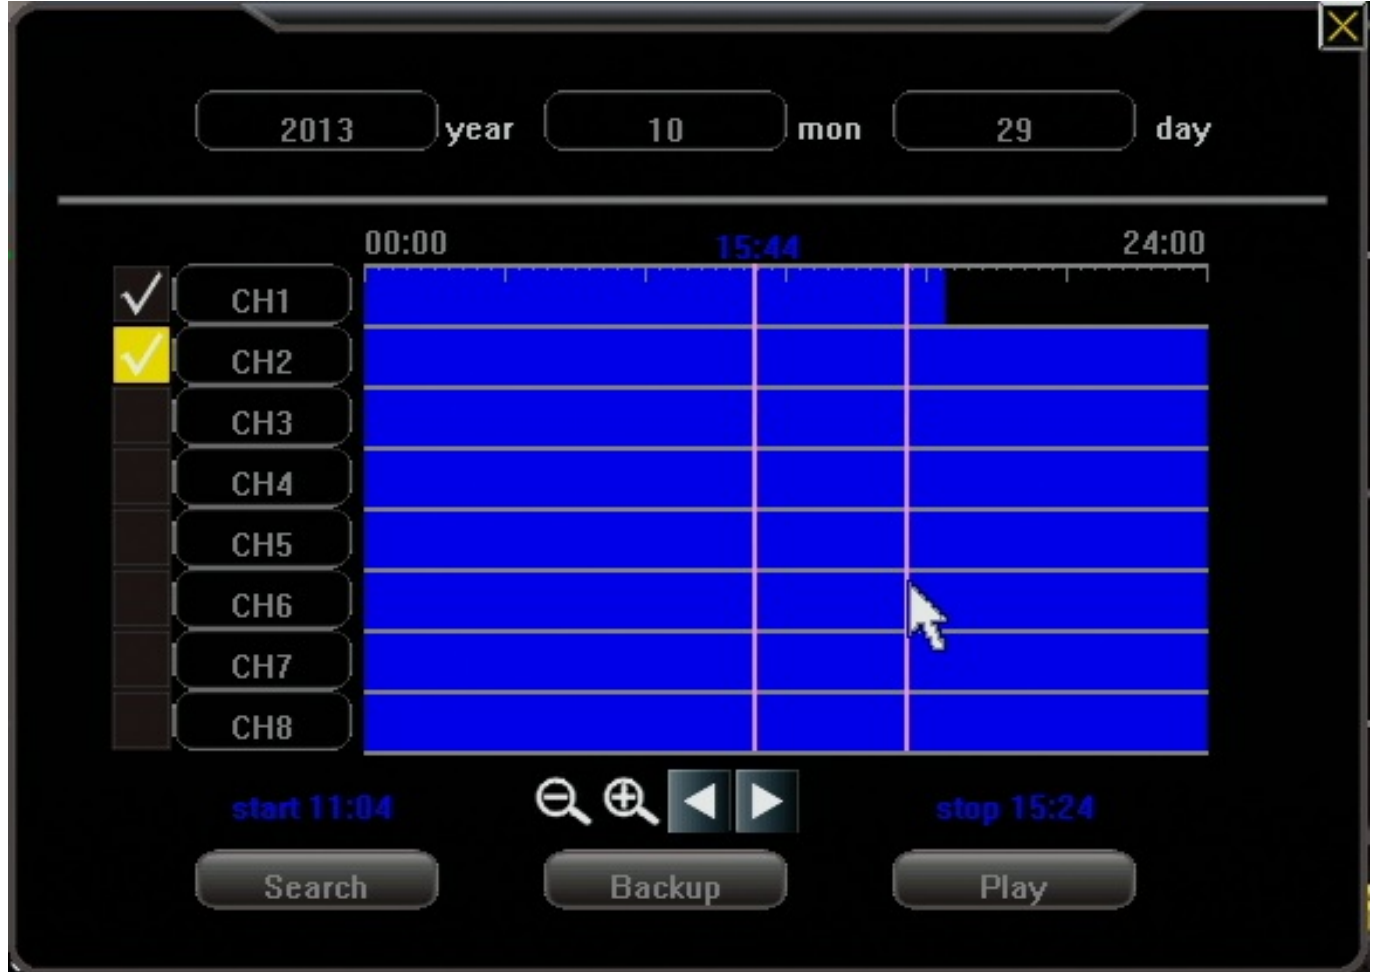 2013 year 10 mon 29 day
00:00 15:44 24:00
CH1
CH2
CH3
CH4
CH5
CH6
CH7
CH8
start 11:04 stop 15:24
Search Backup Play